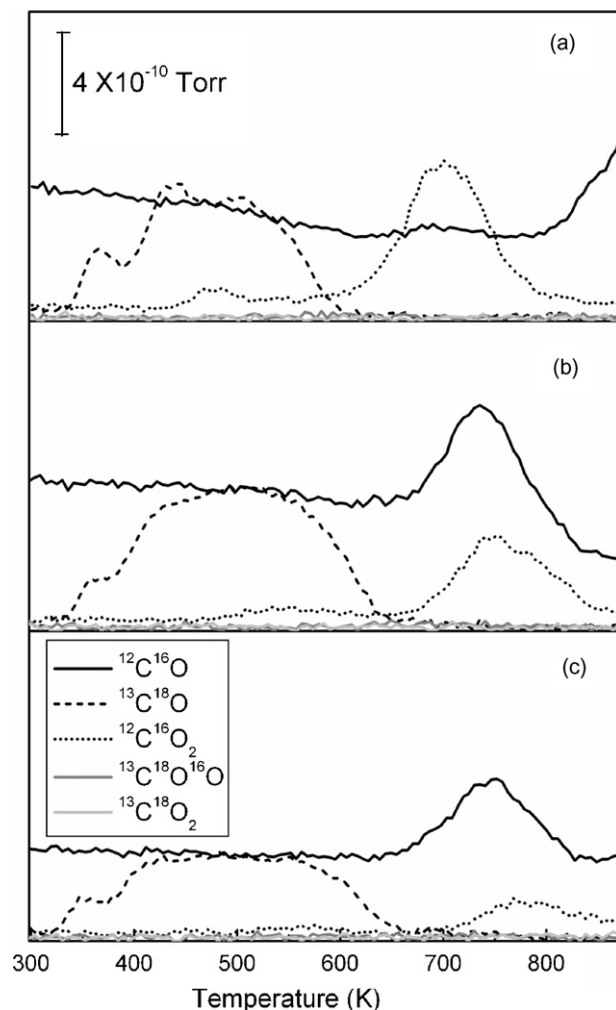 (a)
4 X10⁻¹⁰ Torr
(b)
(c)
¹²C¹⁶O
¹³C¹⁸O
¹²C¹⁶O₂
¹³C¹⁸O¹⁶O
¹³C¹⁸O₂
300 400 500 600 700 800
Temperature (K)